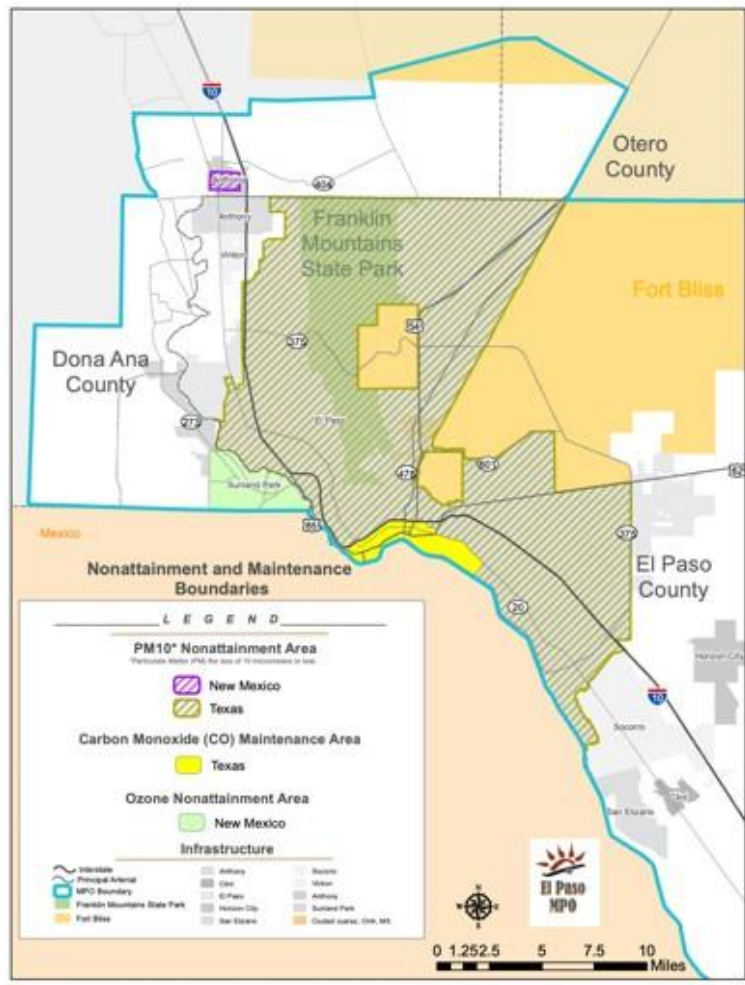 10
Otero
County
404
Anthony
Franklin
Mountains
State Park
Vinton
Fort Bliss
54
375
Dona Ana
County
273
El Paso
478
601
62
Sunland Park
85
375
Mexico
El Paso
County
20
Horizon City
10
Socorro
Clint
San Elizario
Nonattainment and Maintenance
Boundaries
LEGEND
PM10* Nonattainment Area
*Particulate Matter (PM) the size of 10 micrometers or less.
New Mexico
Texas
Carbon Monoxide (CO) Maintenance Area
Texas
Ozone Nonattainment Area
New Mexico
Infrastructure
Interstate
Principal Arterial
MPO Boundary
Franklin Mountains State Park
Fort Bliss
Anthony
Clint
El Paso
Horizon City
San Elizario
Socorro
Vinton
Anthony
Sunland Park
Ciudad Juarez, CHIH, MX.
El Paso
MPO
N
W E
S
0 1.25 2.5 5 7.5 10
Miles